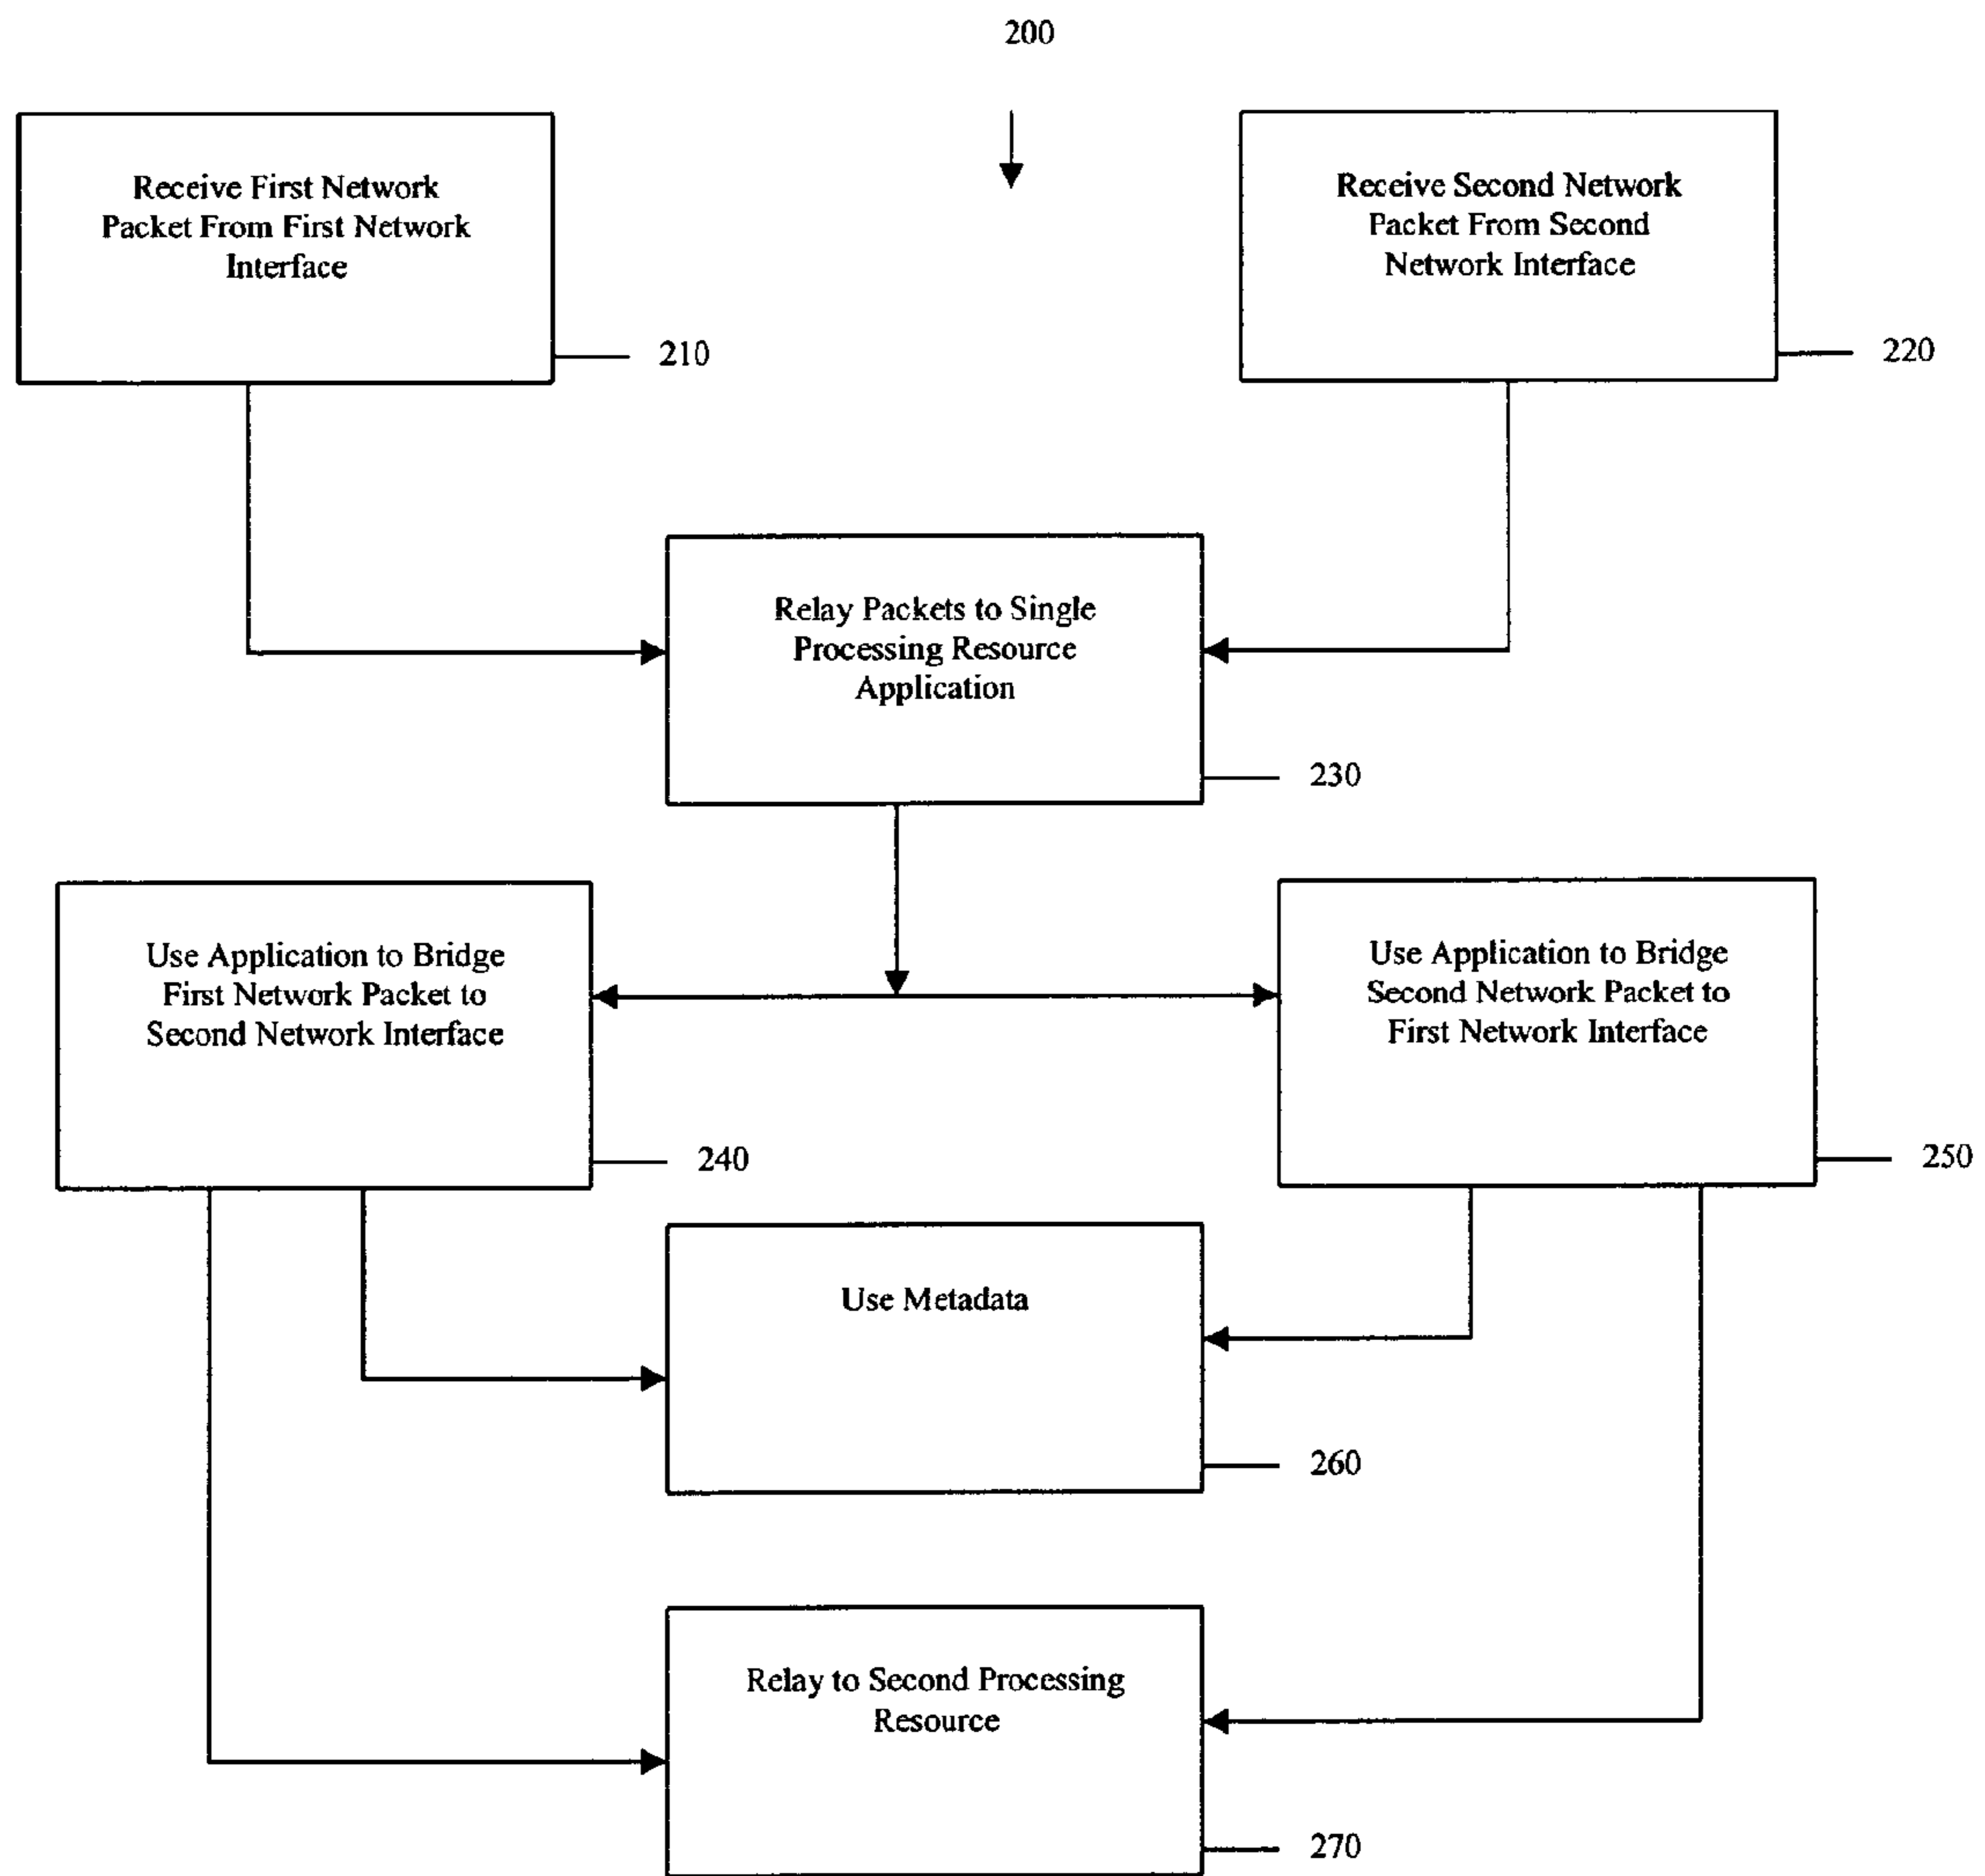 200
Receive First Network
Packet From First Network
Interface
210
Receive Second Network
Packet From Second
Network Interface
220
Relay Packets to Single
Processing Resource
Application
230
Use Application to Bridge
First Network Packet to
Second Network Interface
240
Use Application to Bridge
Second Network Packet to
First Network Interface
250
Use Metadata
260
Relay to Second Processing
Resource
270